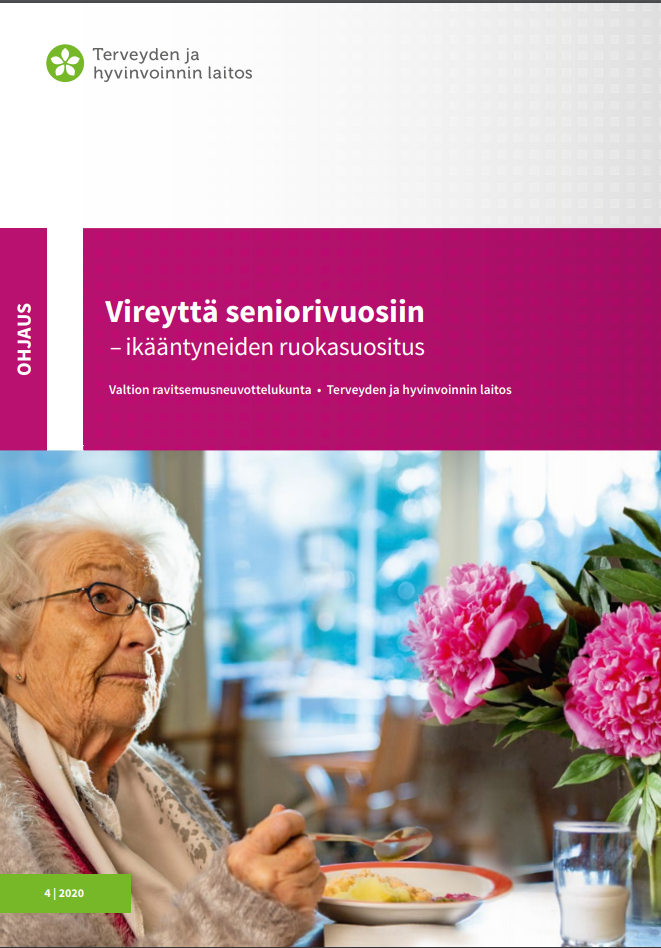 Terveyden ja
hyvinvoinnin laitos
OHJAUS
Vireyttä seniorivuosiin
– ikääntyneiden ruokasuositus
Valtion ravitsemusneuvottelukunta • Terveyden ja hyvinvoinnin laitos
4 | 2020